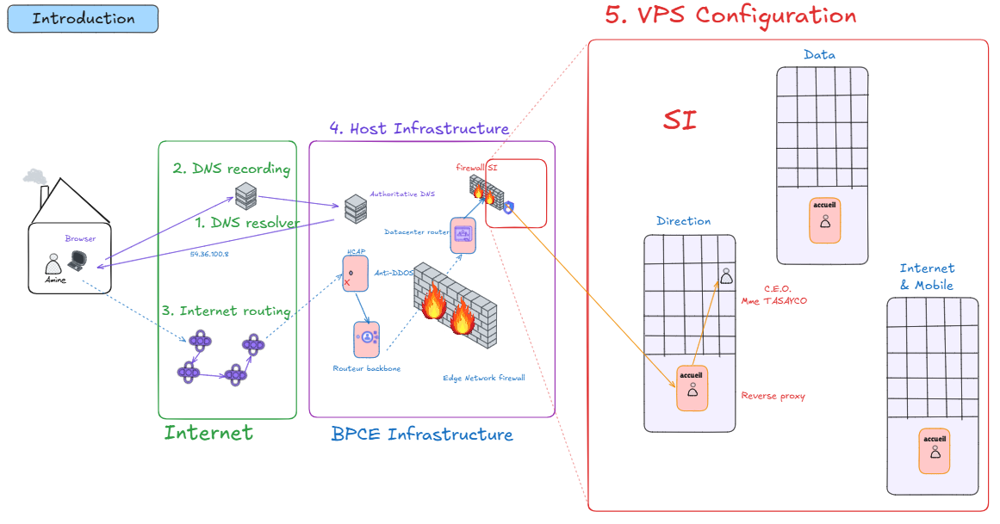 Introduction
5. VPS Configuration
Data
SI
4. Host Infrastructure
2. DNS recording
firewall SI
Authoritative DNS
accueil
1. DNS resolver
Direction
Datacenter router
Browser
54.36.100.8
HCAP
0
X
Anti-DDOS
Amine
Internet
& Mobile
C.E.O.
Mme TASAYCO
3. Internet routing
Routeur backbone
Edge Network firewall
accueil
Reverse proxy
Internet
BPCE Infrastructure
accueil